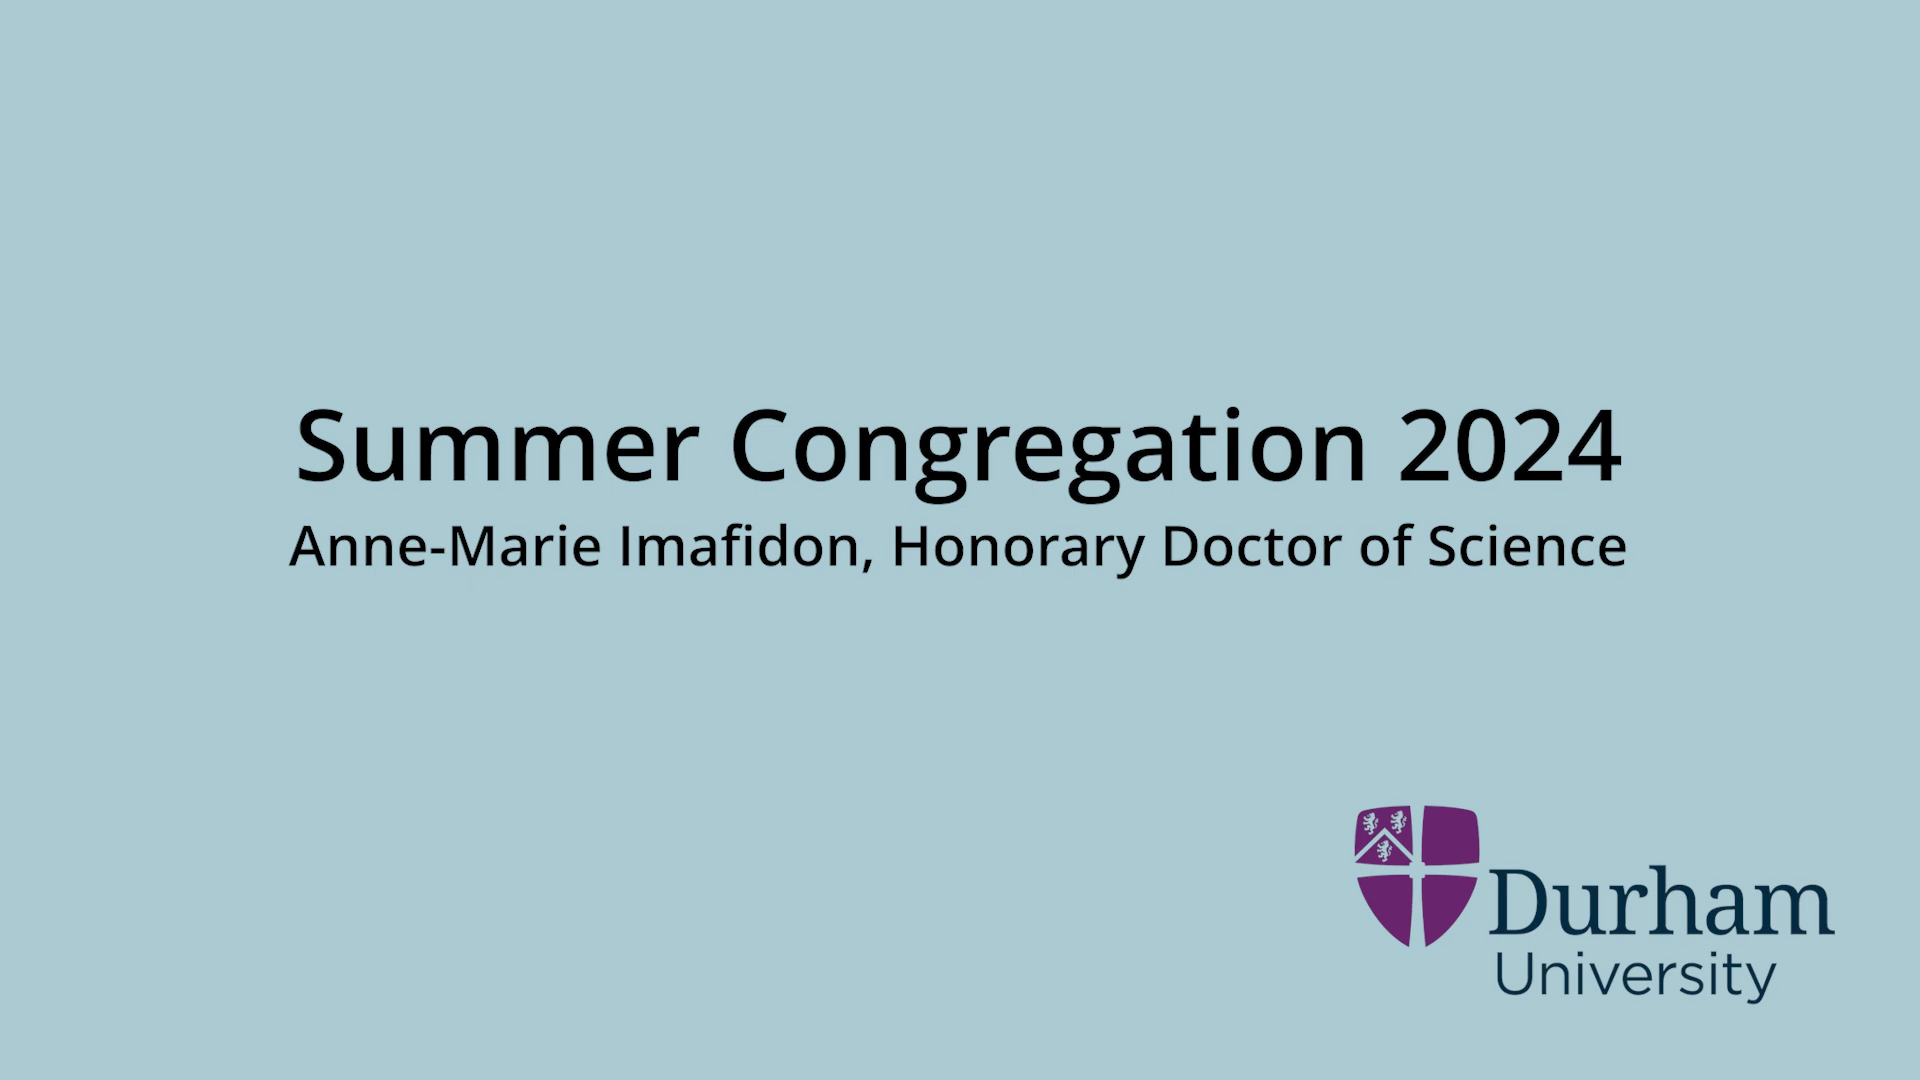 Summer Congregation 2024
Anne-Marie Imafidon, Honorary Doctor of Science
Durham
University